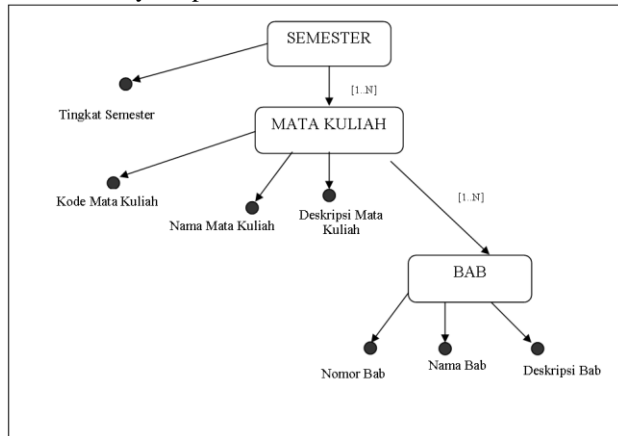 SEMESTER
[1..N]
Tingkat Semester
MATA KULIAH
Kode Mata Kuliah
Nama Mata Kuliah
Deskripsi Mata
Kuliah
[1..N]
BAB
Nomor Bab
Nama Bab
Deskripsi Bab